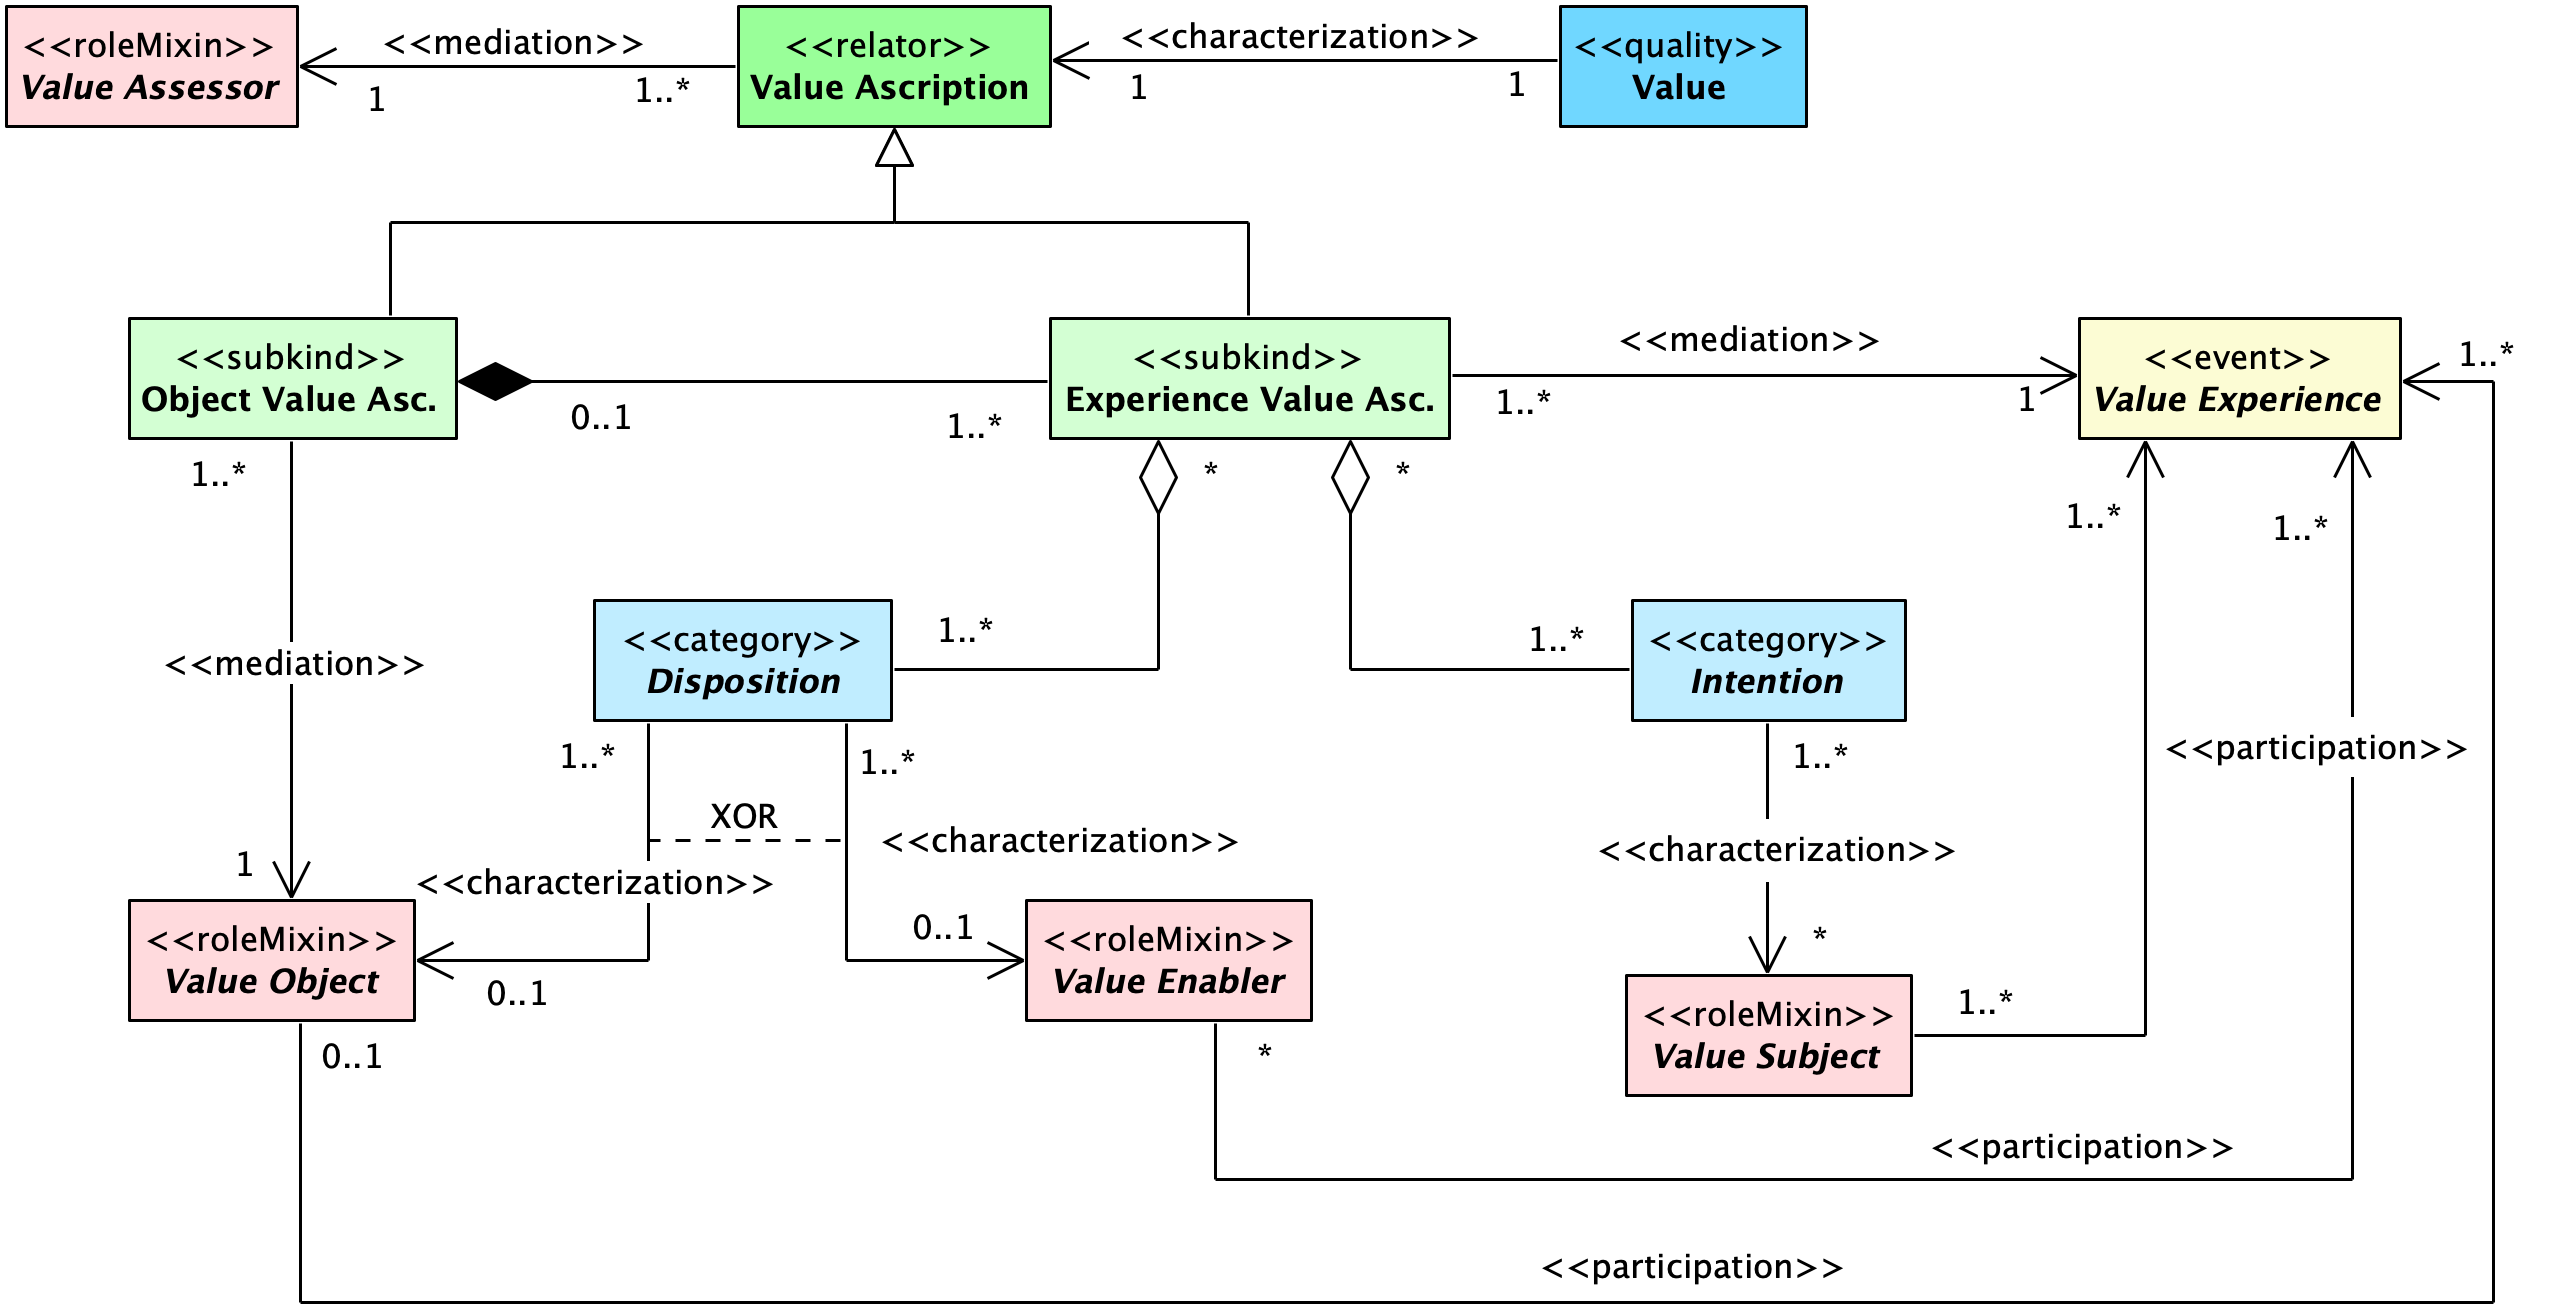 <<roleMixin>>
Value Assessor
<<mediation>>
1
1..*
<<relator>>
Value Ascription
<<characterization>>
1
1
<<quality>>
Value
<<subkind>>
Object Value Asc.
0..1
1..*
<<subkind>>
Experience Value Asc.
<<mediation>>
1..*
1
<<event>>
Value Experience
1..*
1..*
*
*
1..*
1..*
<<mediation>>
1
<<category>>
Disposition
1..*
1..*
<<category>>
Intention
1..*
1..*
XOR
<<characterization>>
<<characterization>>
1..*
<<characterization>>
*
<<participation>>
<<roleMixin>>
Value Object
0..1
0..1
<<roleMixin>>
Value Enabler
<<roleMixin>>
Value Subject
1..*
0..1
*
<<participation>>
<<participation>>